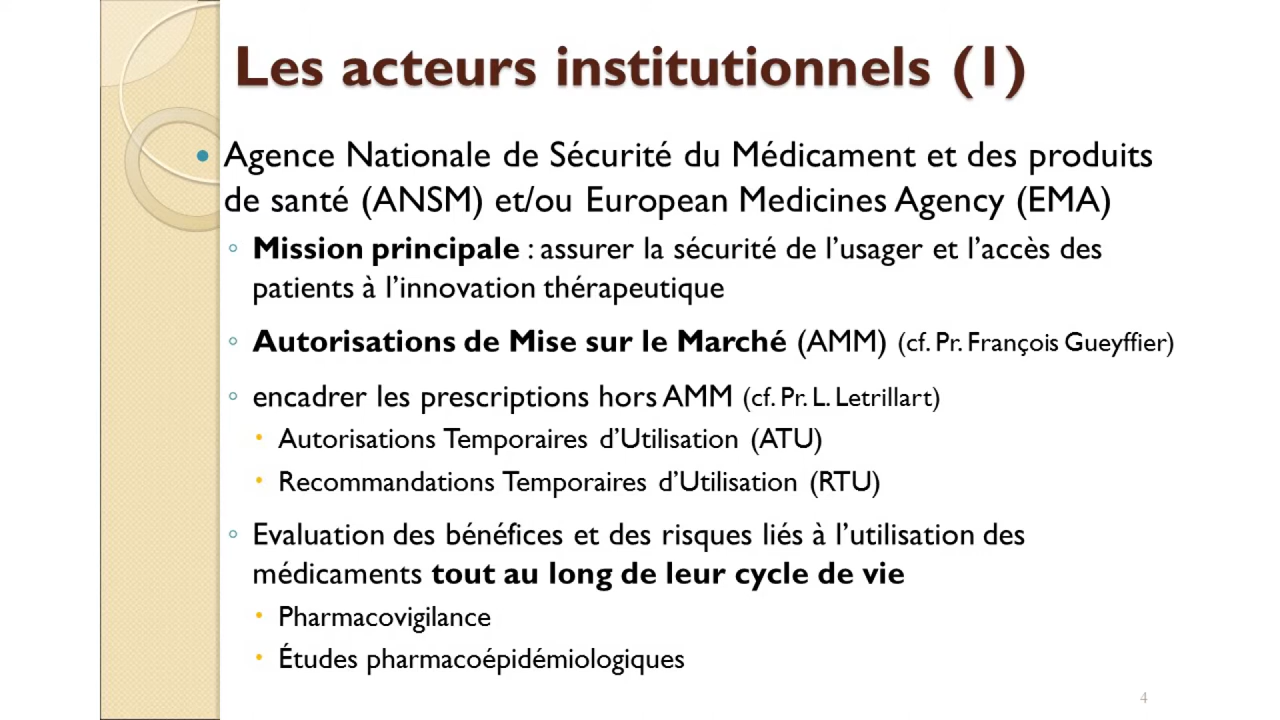 Les acteurs institutionnels (1)
• Agence Nationale de Sécurité du Médicament et des produits
de santé (ANSM) et/ou European Medicines Agency (EMA)
◦ Mission principale : assurer la sécurité de l’usager et l’accès des
patients à l’innovation thérapeutique
◦ Autorisations de Mise sur le Marché (AMM) (cf. Pr. François Gueyffier)
◦ encadrer les prescriptions hors AMM (cf. Pr. L. Letrillart)
• Autorisations Temporaires d’Utilisation (ATU)
• Recommandations Temporaires d’Utilisation (RTU)
◦ Evaluation des bénéfices et des risques liés à l’utilisation des
médicaments tout au long de leur cycle de vie
• Pharmacovigilance
• Études pharmacoépidémiologiques
4